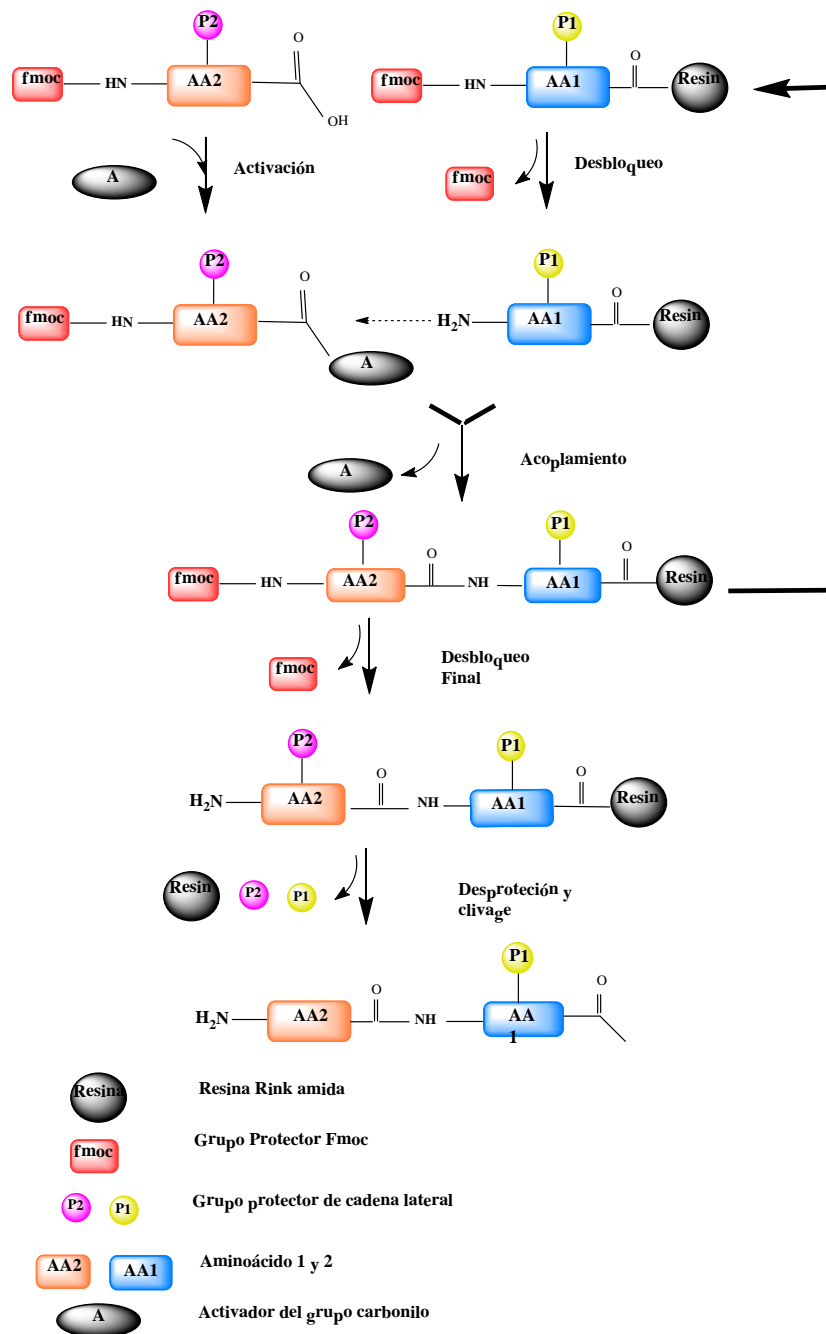 P2 P1
fmoc HN AA2 O OH fmoc HN AA1 O Resin
A Activación fmoc Desbloqueo
P2 P1
fmoc HN AA2 O A H2N AA1 O Resin
A Acoplamiento
P2 P1
fmoc HN AA2 O NH AA1 O Resin
fmoc Desbloqueo
Final
P2 P1
H2N AA2 O NH AA1 O Resin
Resin P2 P1 Desproteción y
clivage
P1
H2N AA2 O NH AA O
1
Resina Resina Rink amida
fmoc Grupo Protector Fmoc
P2 P1 Grupo protector de cadena lateral
AA2 AA1 Aminoácido 1 y 2
A Activador del grupo carbonilo